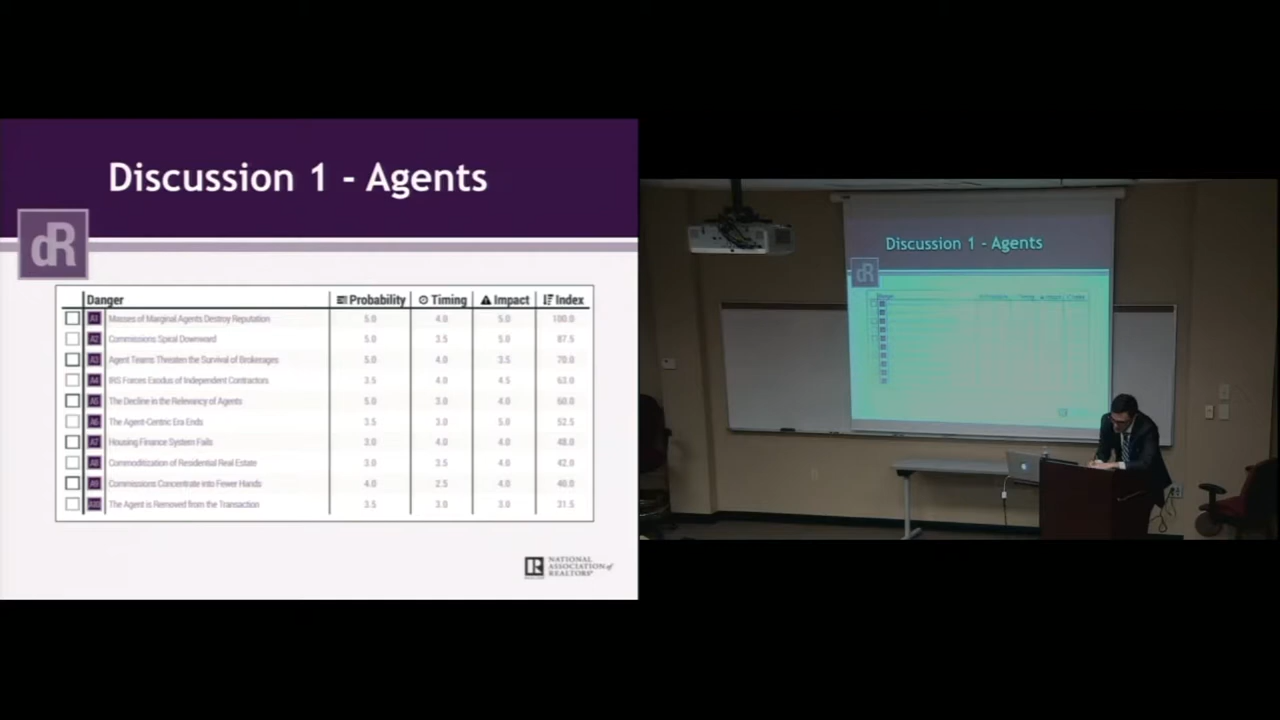 Discussion 1 - Agents
dR
Danger Probability Timing Impact Index
A1 Masses of Marginal Agents Destroy Reputation 5.0 4.0 5.0 100.0
A2 Commissions Spiral Downward 5.0 3.5 5.0 87.5
A3 Agent Teams Threaten the Survival of Brokerages 5.0 4.0 3.5 70.0
A4 IRS Forces Exodus of Independent Contractors 3.5 4.0 4.5 63.0
A5 The Decline in the Relevancy of Agents 5.0 3.0 4.0 60.0
A6 The Agent-Centric Era Ends 3.5 3.0 5.0 52.5
A7 Housing Finance System Fails 3.0 4.0 4.0 48.0
A8 Commoditization of Residential Real Estate 3.0 3.5 4.0 42.0
A9 Commissions Concentrate into Fewer Hands 4.0 2.5 4.0 40.0
A10 The Agent is Removed from the Transaction 3.5 3.0 3.0 31.5
NATIONAL
ASSOCIATION of
REALTORS®
Discussion 1 - Agents
dR